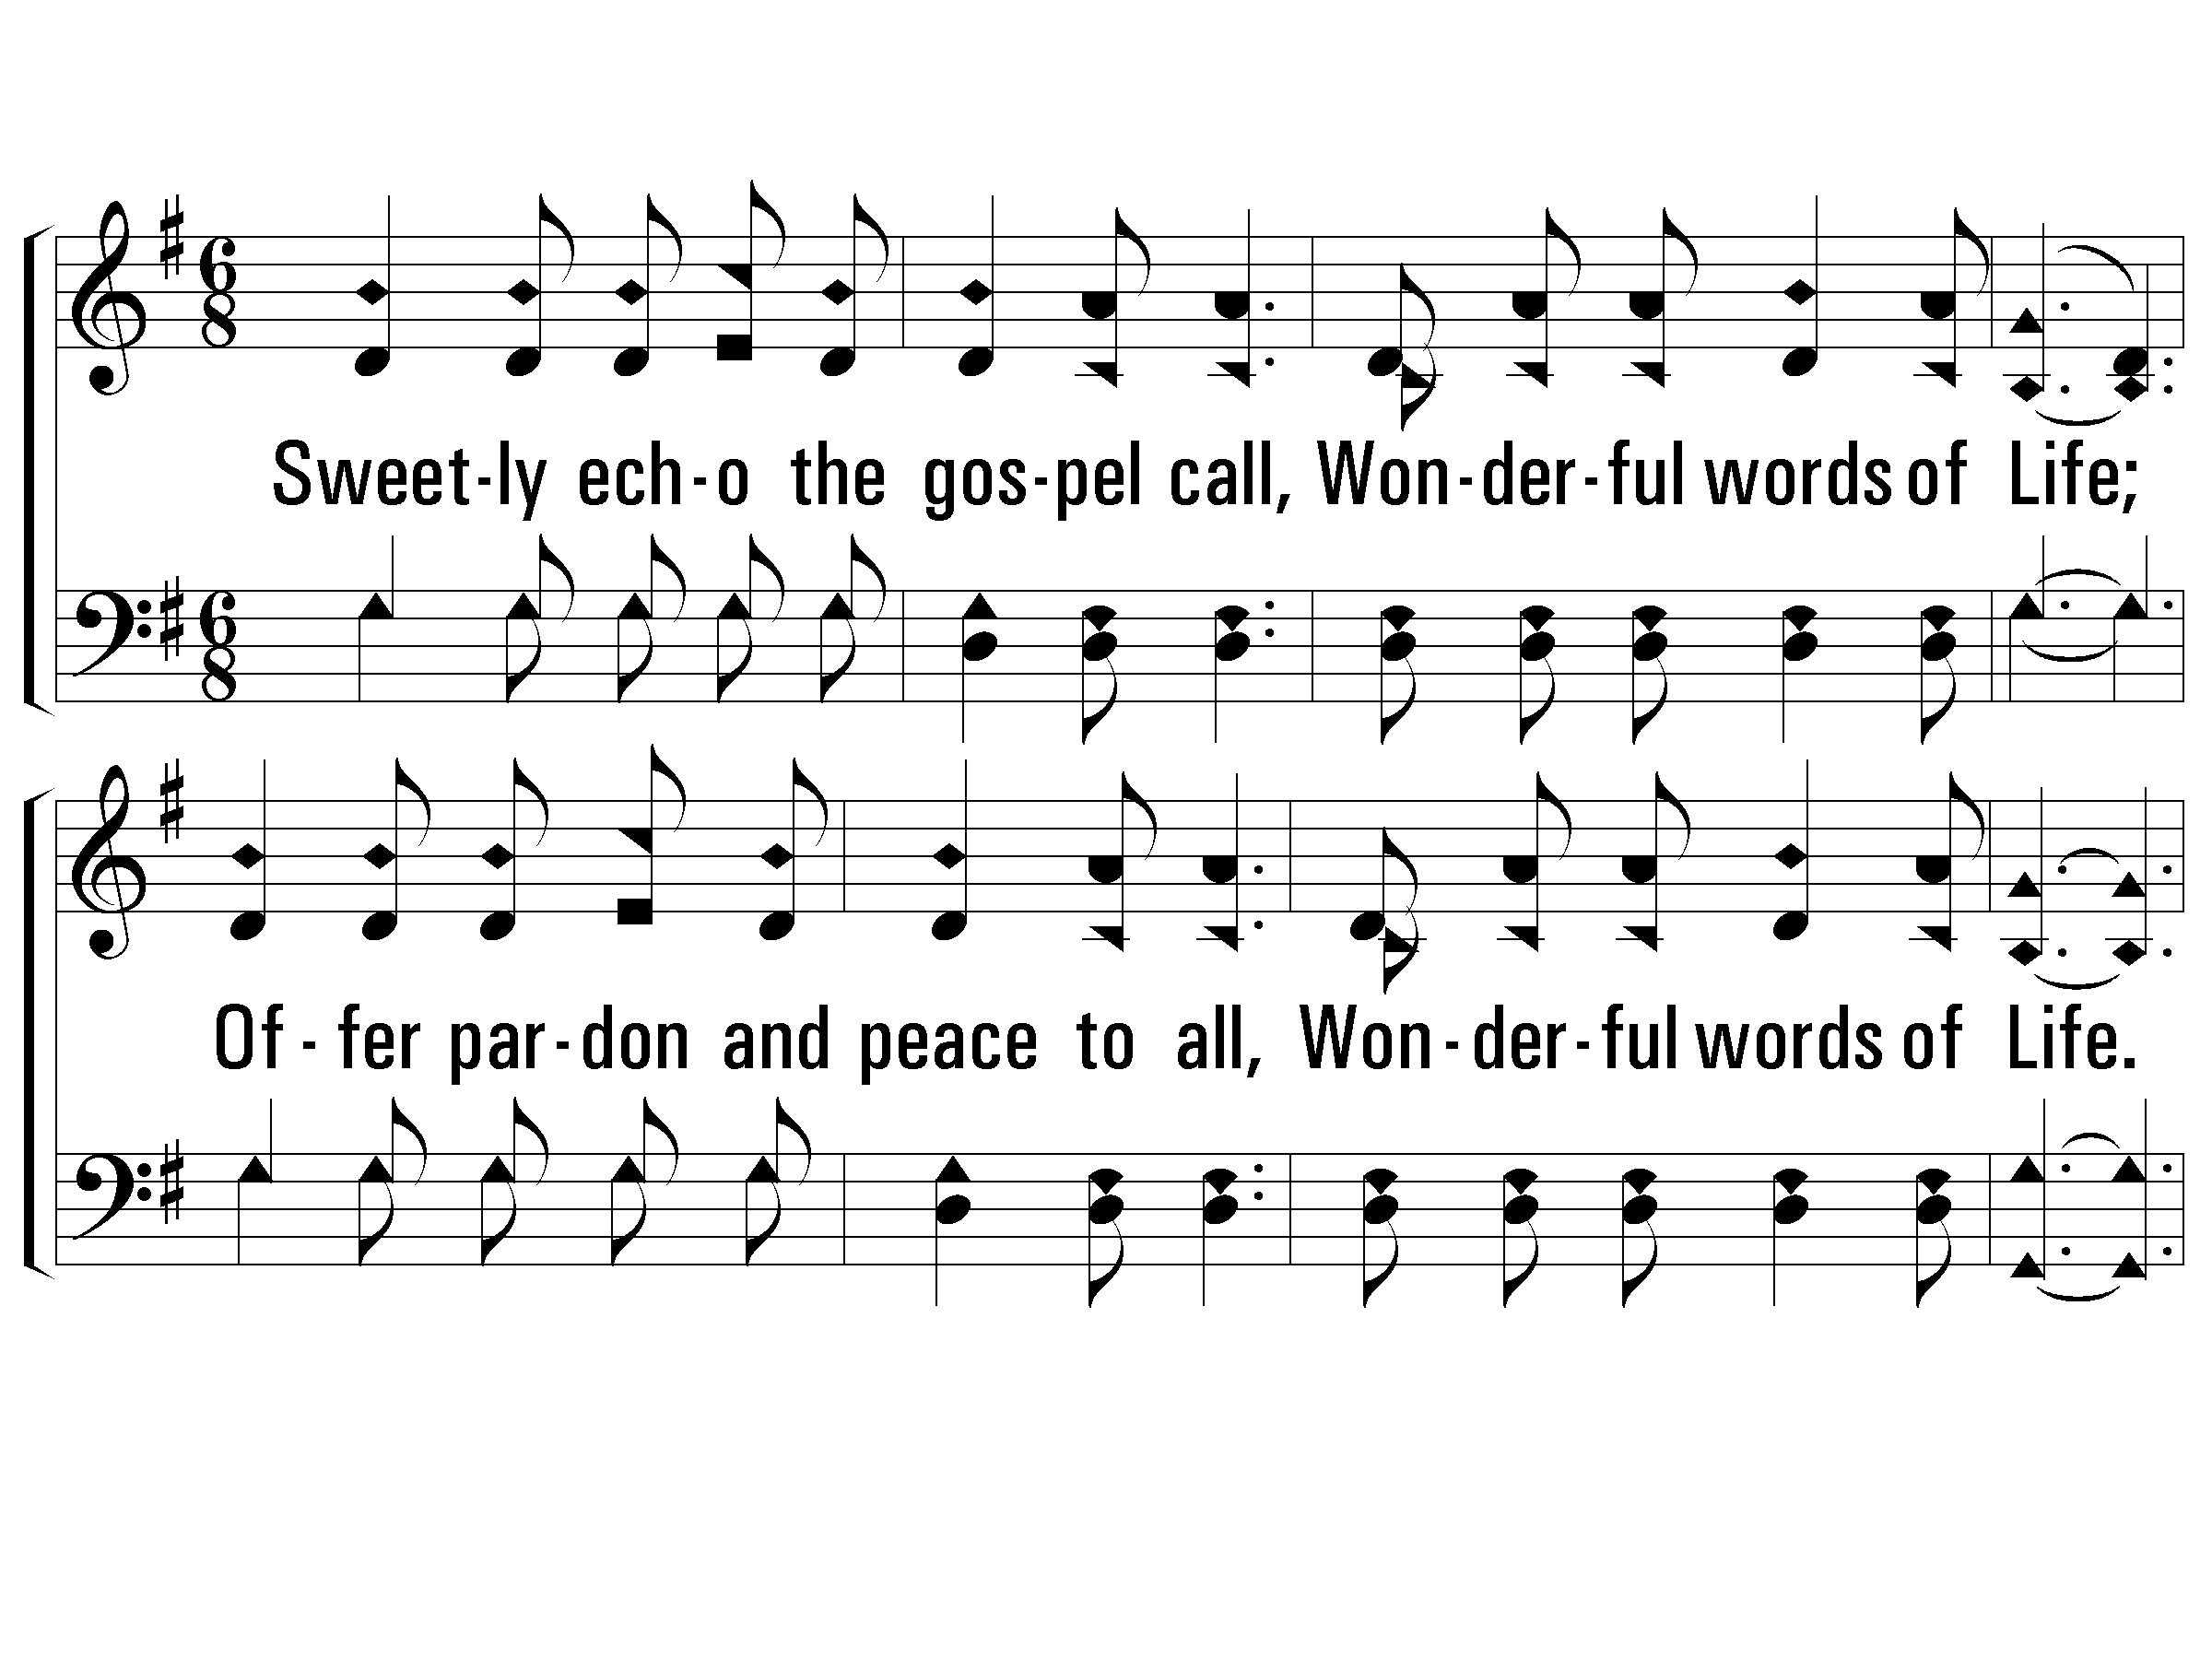 Sweet-ly ech-o the gos-pel call, Won-der-ful words of Life;
Of-fer par-don and peace to all, Won-der-ful words of Life.